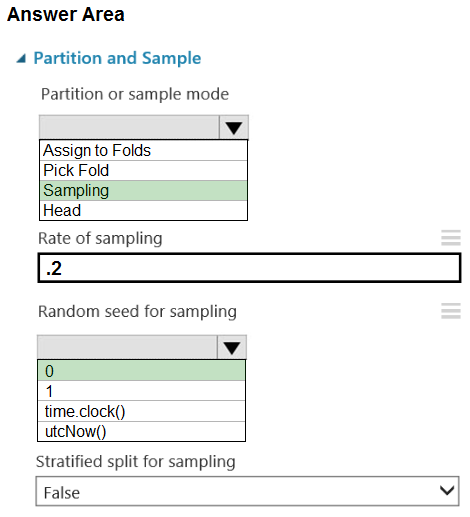 Answer Area
Partition and Sample
Partition or sample mode
Assign to Folds
Pick Fold
Sampling
Head
Rate of sampling
.2
Random seed for sampling
0
1
time.clock()
utcNow()
Stratified split for sampling
False